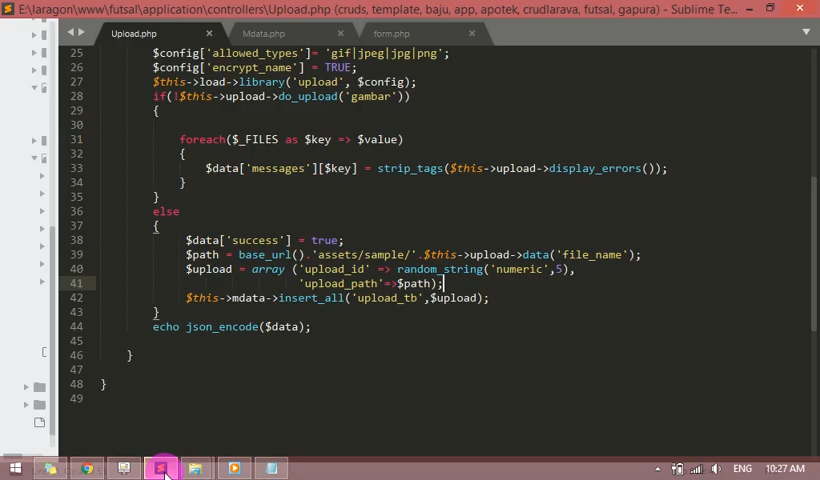 E:\laragon\www\futsal\application\controllers\Upload.php (cruds, template, baju, app, apotek, crudlarava, futsal, gapura) - Sublime Te...
Upload.php
Mdata.php
form.php
25 $config['allowed_types']= 'gif|jpeg|jpg|png';
26 $config['encrypt_name'] = TRUE;
27 $this->load->library('upload', $config);
28 if(!$this->upload->do_upload('gambar'))
29 {
30
31 foreach($_FILES as $key => $value)
32 {
33 $data['messages'][$key] = strip_tags($this->upload->display_errors());
34 }
35 }
36 else
37 {
38 $data['success'] = true;
39 $path = base_url().'assets/sample/'.$this->upload->data('file_name');
40 $upload = array ('upload_id' => random_string('numeric',5),
41 'upload_path'=>$path);
42 $this->mdata->insert_all('upload_tb',$upload);
43 }
44 echo json_encode($data);
45
46 }
47
48 }
49
ENG 10:27 AM